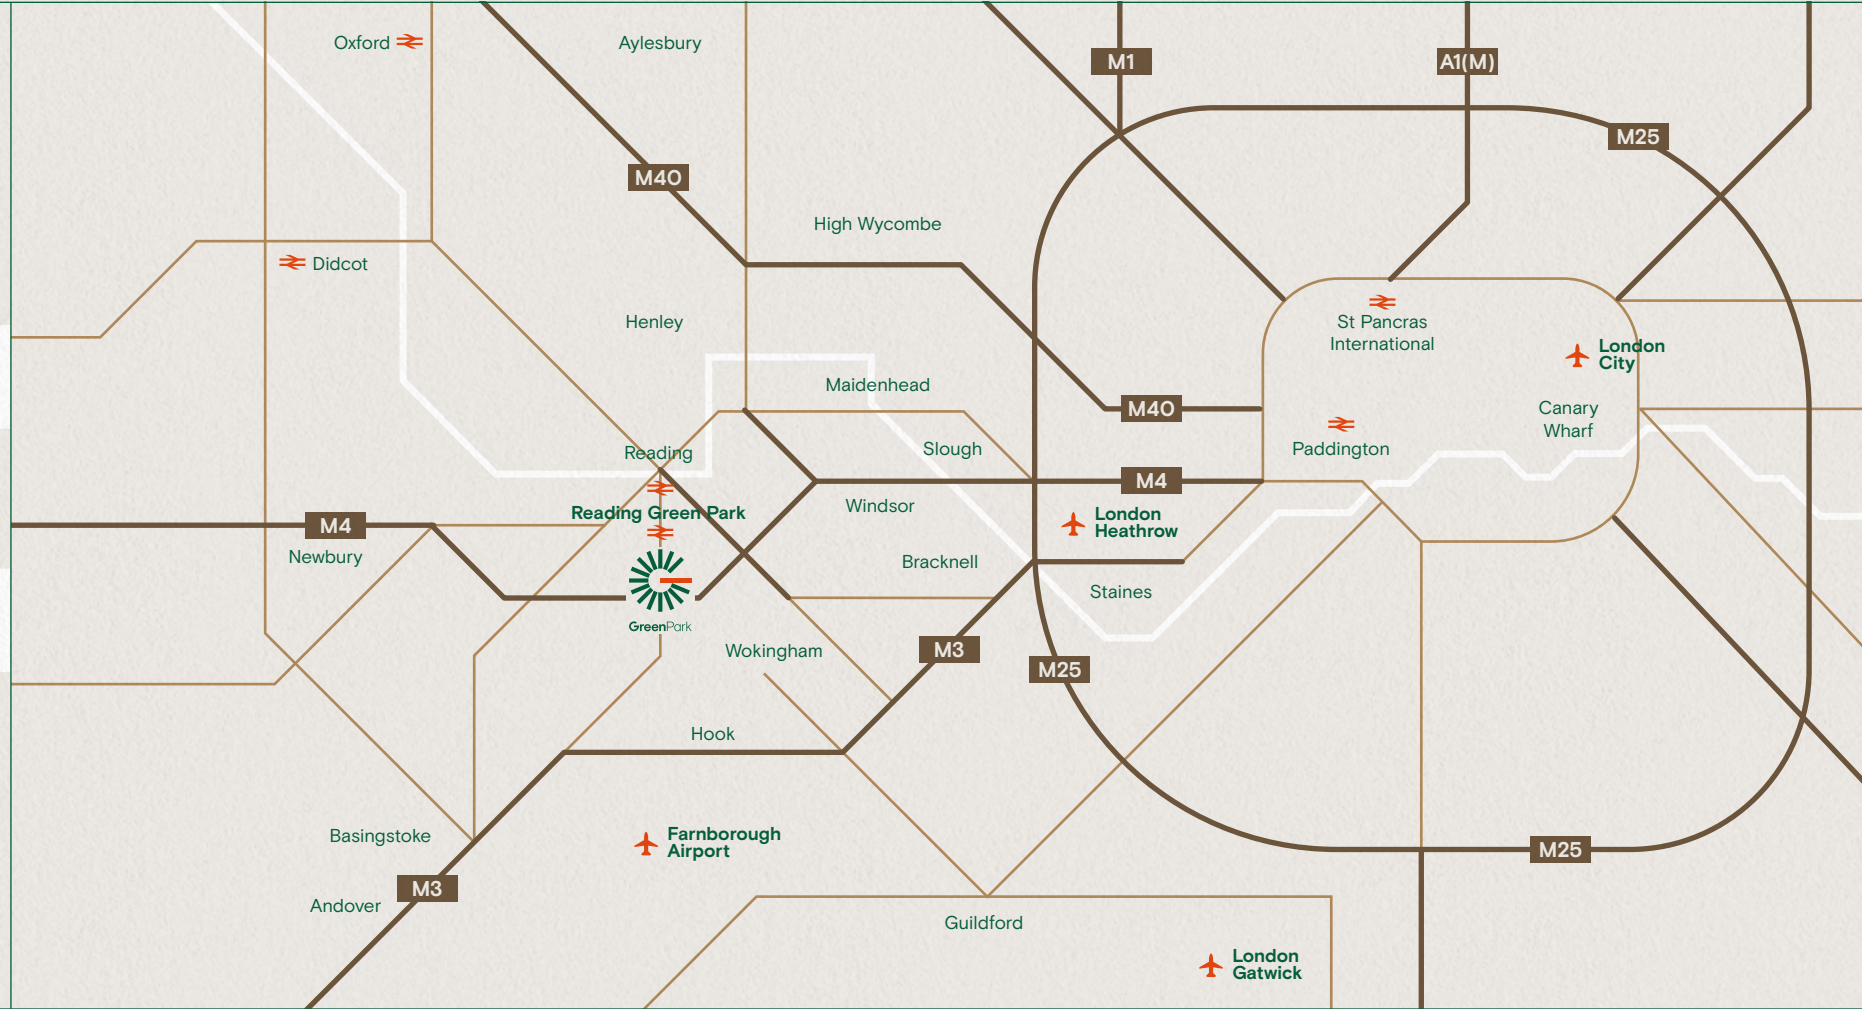 Oxford
Aylesbury
M1
A1(M)
M25
M40
High Wycombe
Didcot
Henley
St Pancras
International
London
City
Maidenhead
M40
Canary
Wharf
Reading
Slough
Paddington
M4
Reading Green Park
Windsor
London
Heathrow
M4
Newbury
Bracknell
Staines
GreenPark
Wokingham
M3
M25
Hook
Basingstoke
Farnborough
Airport
M25
M3
Andover
Guildford
London
Gatwick